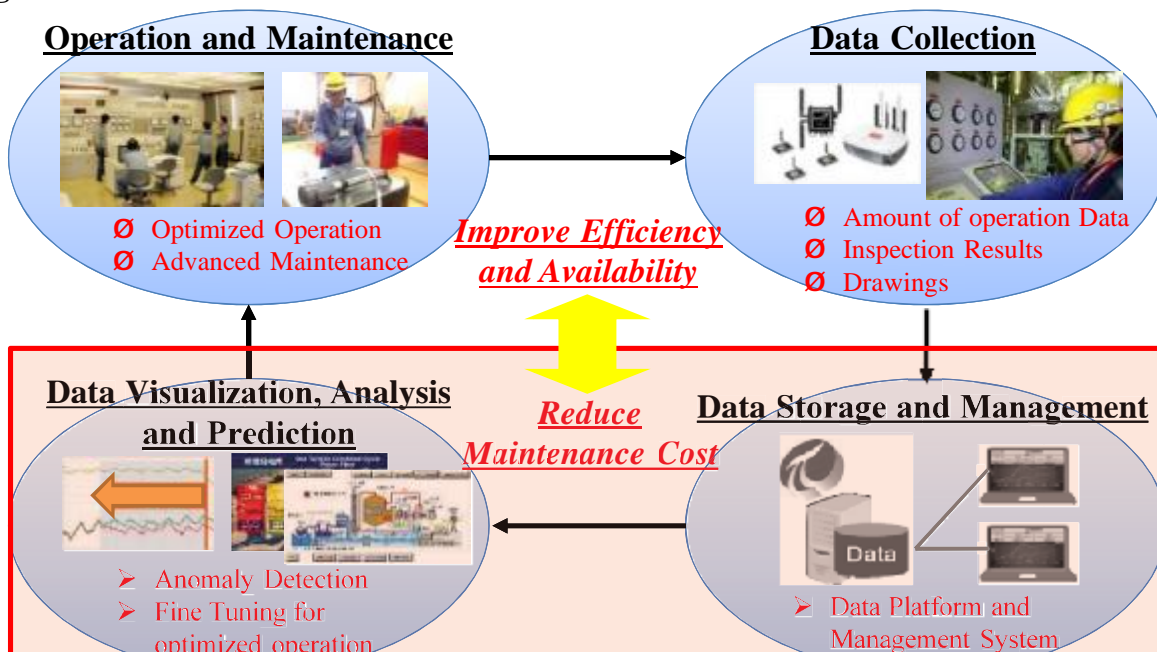 Operation and Maintenance
Ø Optimized Operation
Ø Advanced Maintenance
Data Collection
Ø Amount of operation Data
Ø Inspection Results
Ø Drawings
Improve Efficiency
and Availability
Reduce
Maintenance Cost
Data Visualization, Analysis
and Prediction
➢ Anomaly Detection
➢ Fine Tuning for
optimized operation
Data Storage and Management
Data
➢ Data Platform and
Management System